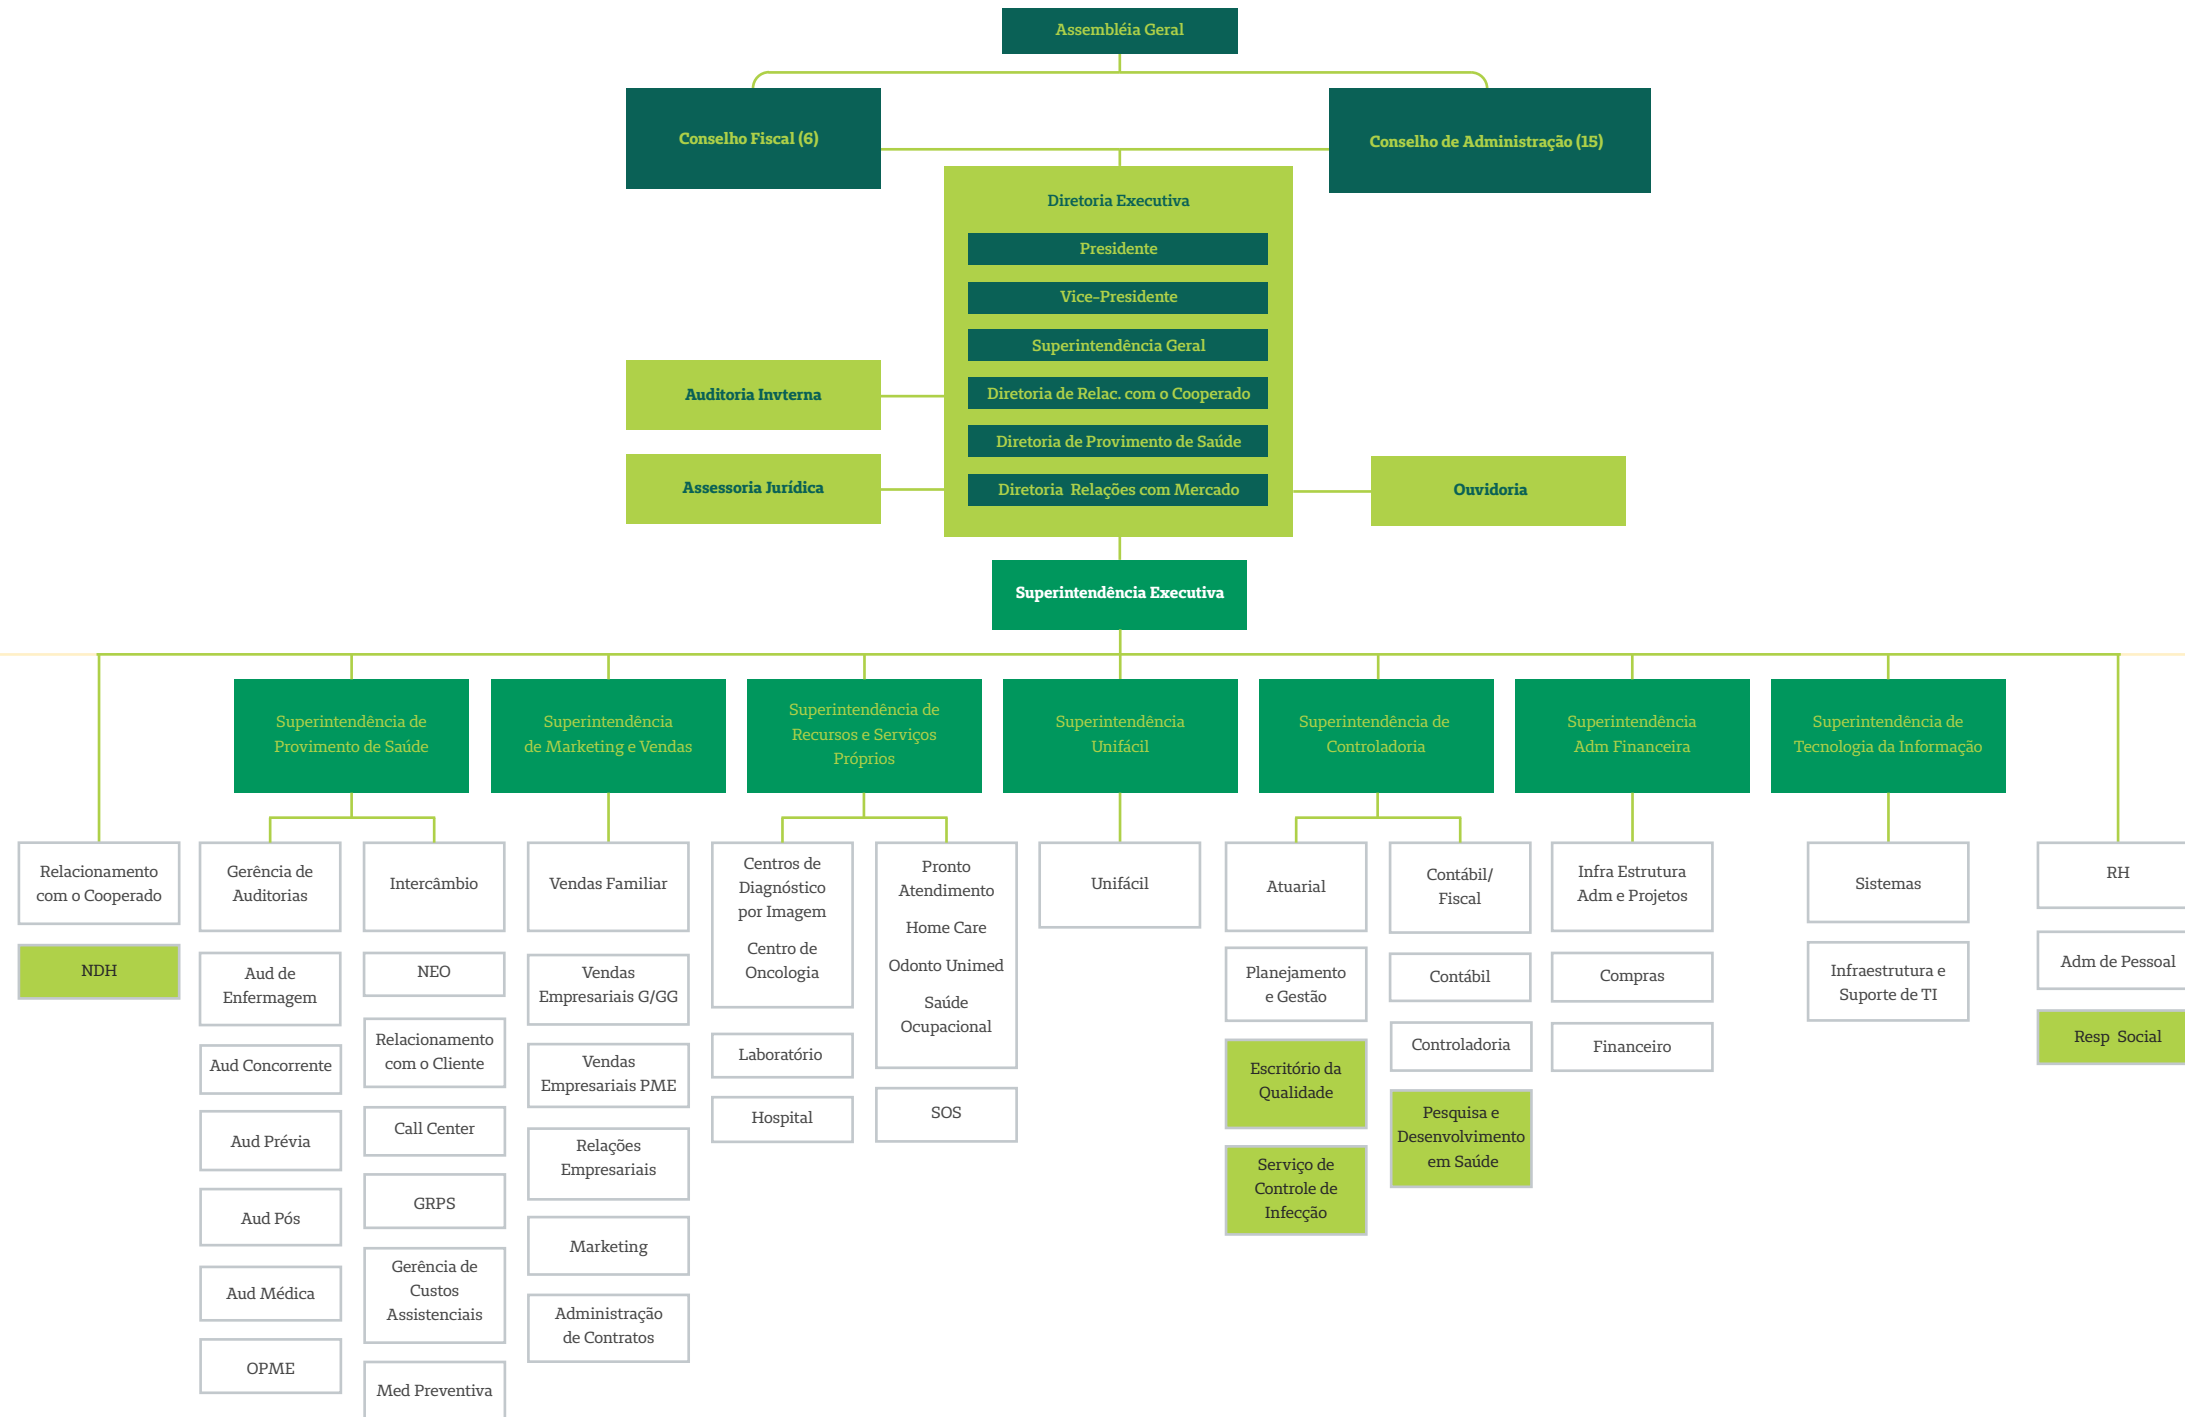 Assembléia Geral
Conselho Fiscal (6)
Conselho de Administração (15)
Diretoria Executiva
Presidente
Vice-Presidente
Superintendência Geral
Diretoria de Relac. com o Cooperado
Diretoria de Provimento de Saúde
Diretoria Relações com Mercado
Auditoria Invterna
Assessoria Jurídica
Ouvidoria
Superintendência Executiva
Superintendência de
Provimento de Saúde
Superintendência
de Marketing e Vendas
Superintendência de
Recursos e Serviços
Próprios
Superintendência
Unifácil
Superintendência de
Controladoria
Superintendência
Adm Financeira
Superintendência de
Tecnologia da Informação
Relacionamento
com o Cooperado
NDH
Gerência de
Auditorias
Aud de
Enfermagem
Aud Concorrente
Aud Prévia
Aud Pós
Aud Médica
OPME
Intercâmbio
NEO
Relacionamento
com o Cliente
Call Center
GRPS
Gerência de
Custos
Assistenciais
Med Preventiva
Vendas Familiar
Vendas
Empresariais G/GG
Vendas
Empresariais PME
Relações
Empresariais
Marketing
Administração
de Contratos
Centros de
Diagnóstico
por Imagem
Centro de
Oncologia
Laboratório
Hospital
Pronto
Atendimento
Home Care
Odonto Unimed
Saúde
Ocupacional
SOS
Unifácil
Atuarial
Planejamento
e Gestão
Escritório da
Qualidade
Serviço de
Controle de
Infecção
Contábil/
Fiscal
Contábil
Controladoria
Pesquisa e
Desenvolvimento
em Saúde
Infra Estrutura
Adm e Projetos
Compras
Financeiro
Sistemas
Infraestrutura e
Suporte de TI
RH
Adm de Pessoal
Resp Social